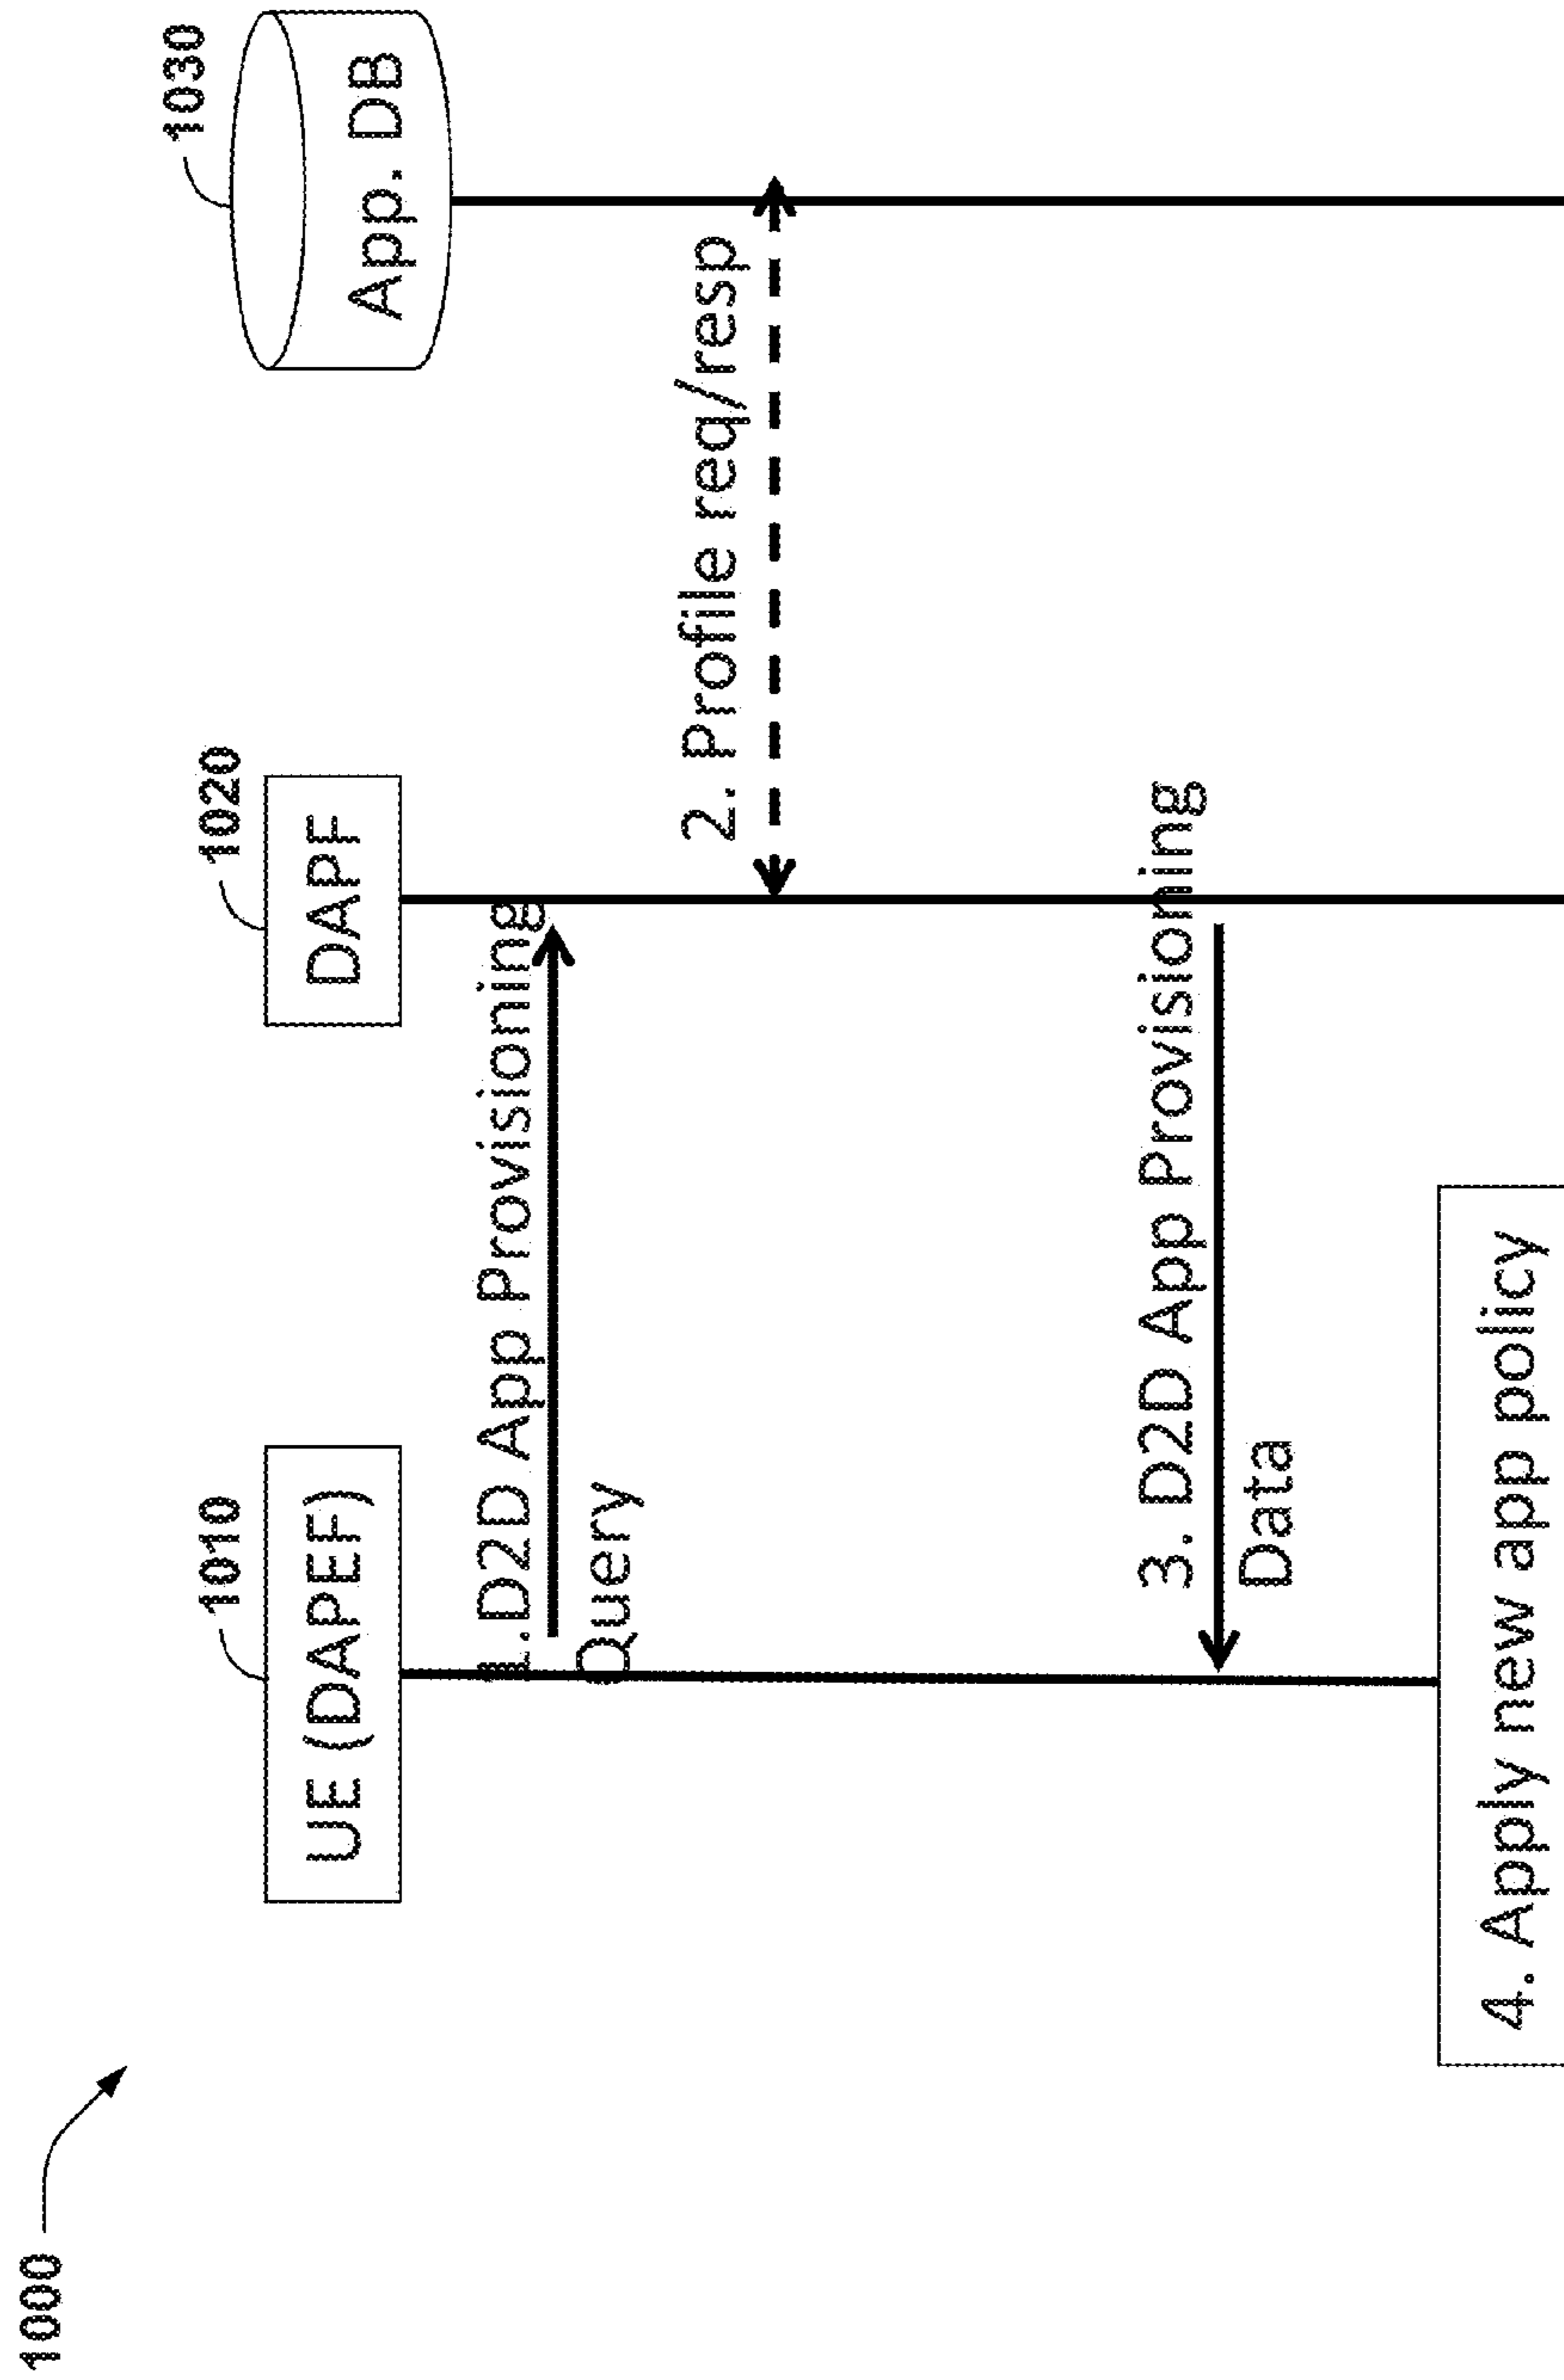 1000
1010
1020
1030
UE (DAPEF)
DAPF
App. DB
1.D2D App Provisioning
Query
2. Profile req/resp
3. D2D App Provisioning
Data
4. Apply new app policy